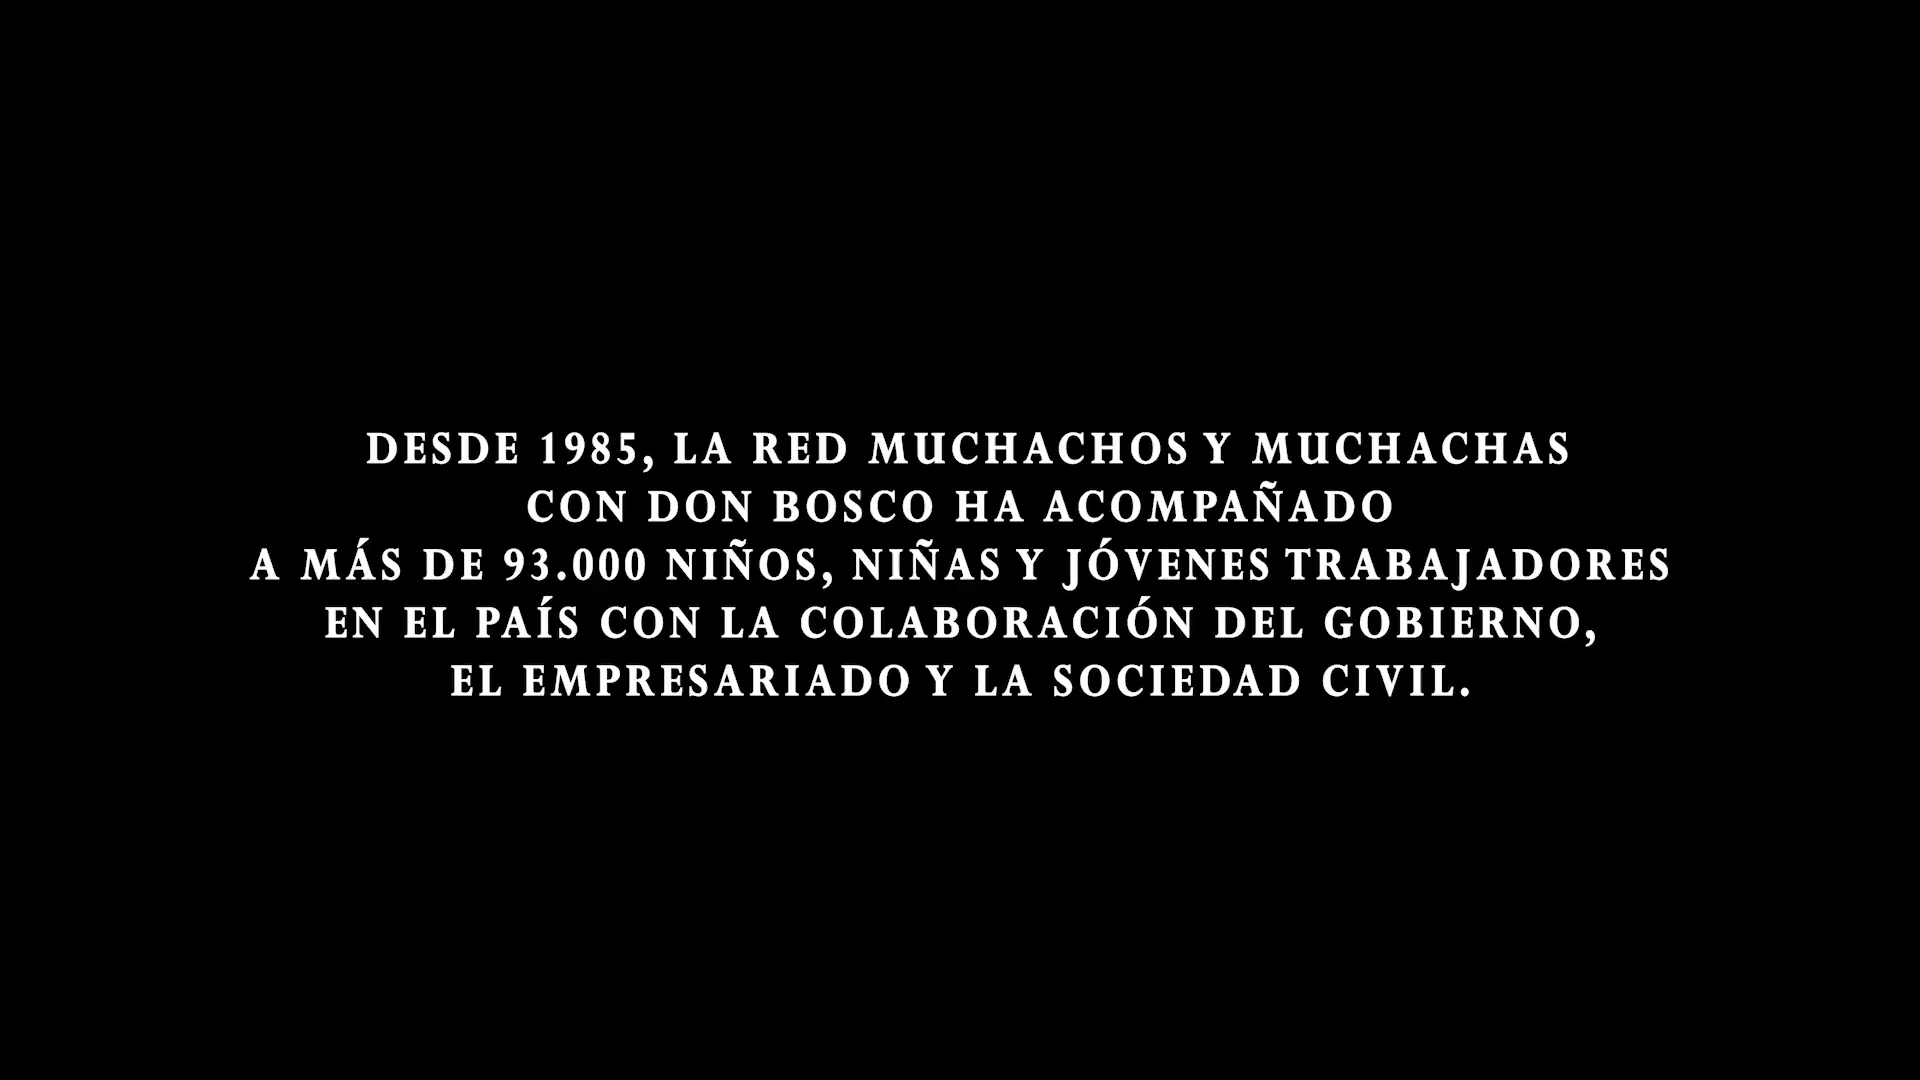 DESDE 1985, LA RED MUCHACHOS Y MUCHACHAS
CON DON BOSCO HA ACOMPAÑADO
A MÁS DE 93.000 NIÑOS, NIÑAS Y JÓVENES TRABAJADORES
EN EL PAÍS CON LA COLABORACIÓN DEL GOBIERNO,
EL EMPRESARIADO Y LA SOCIEDAD CIVIL.